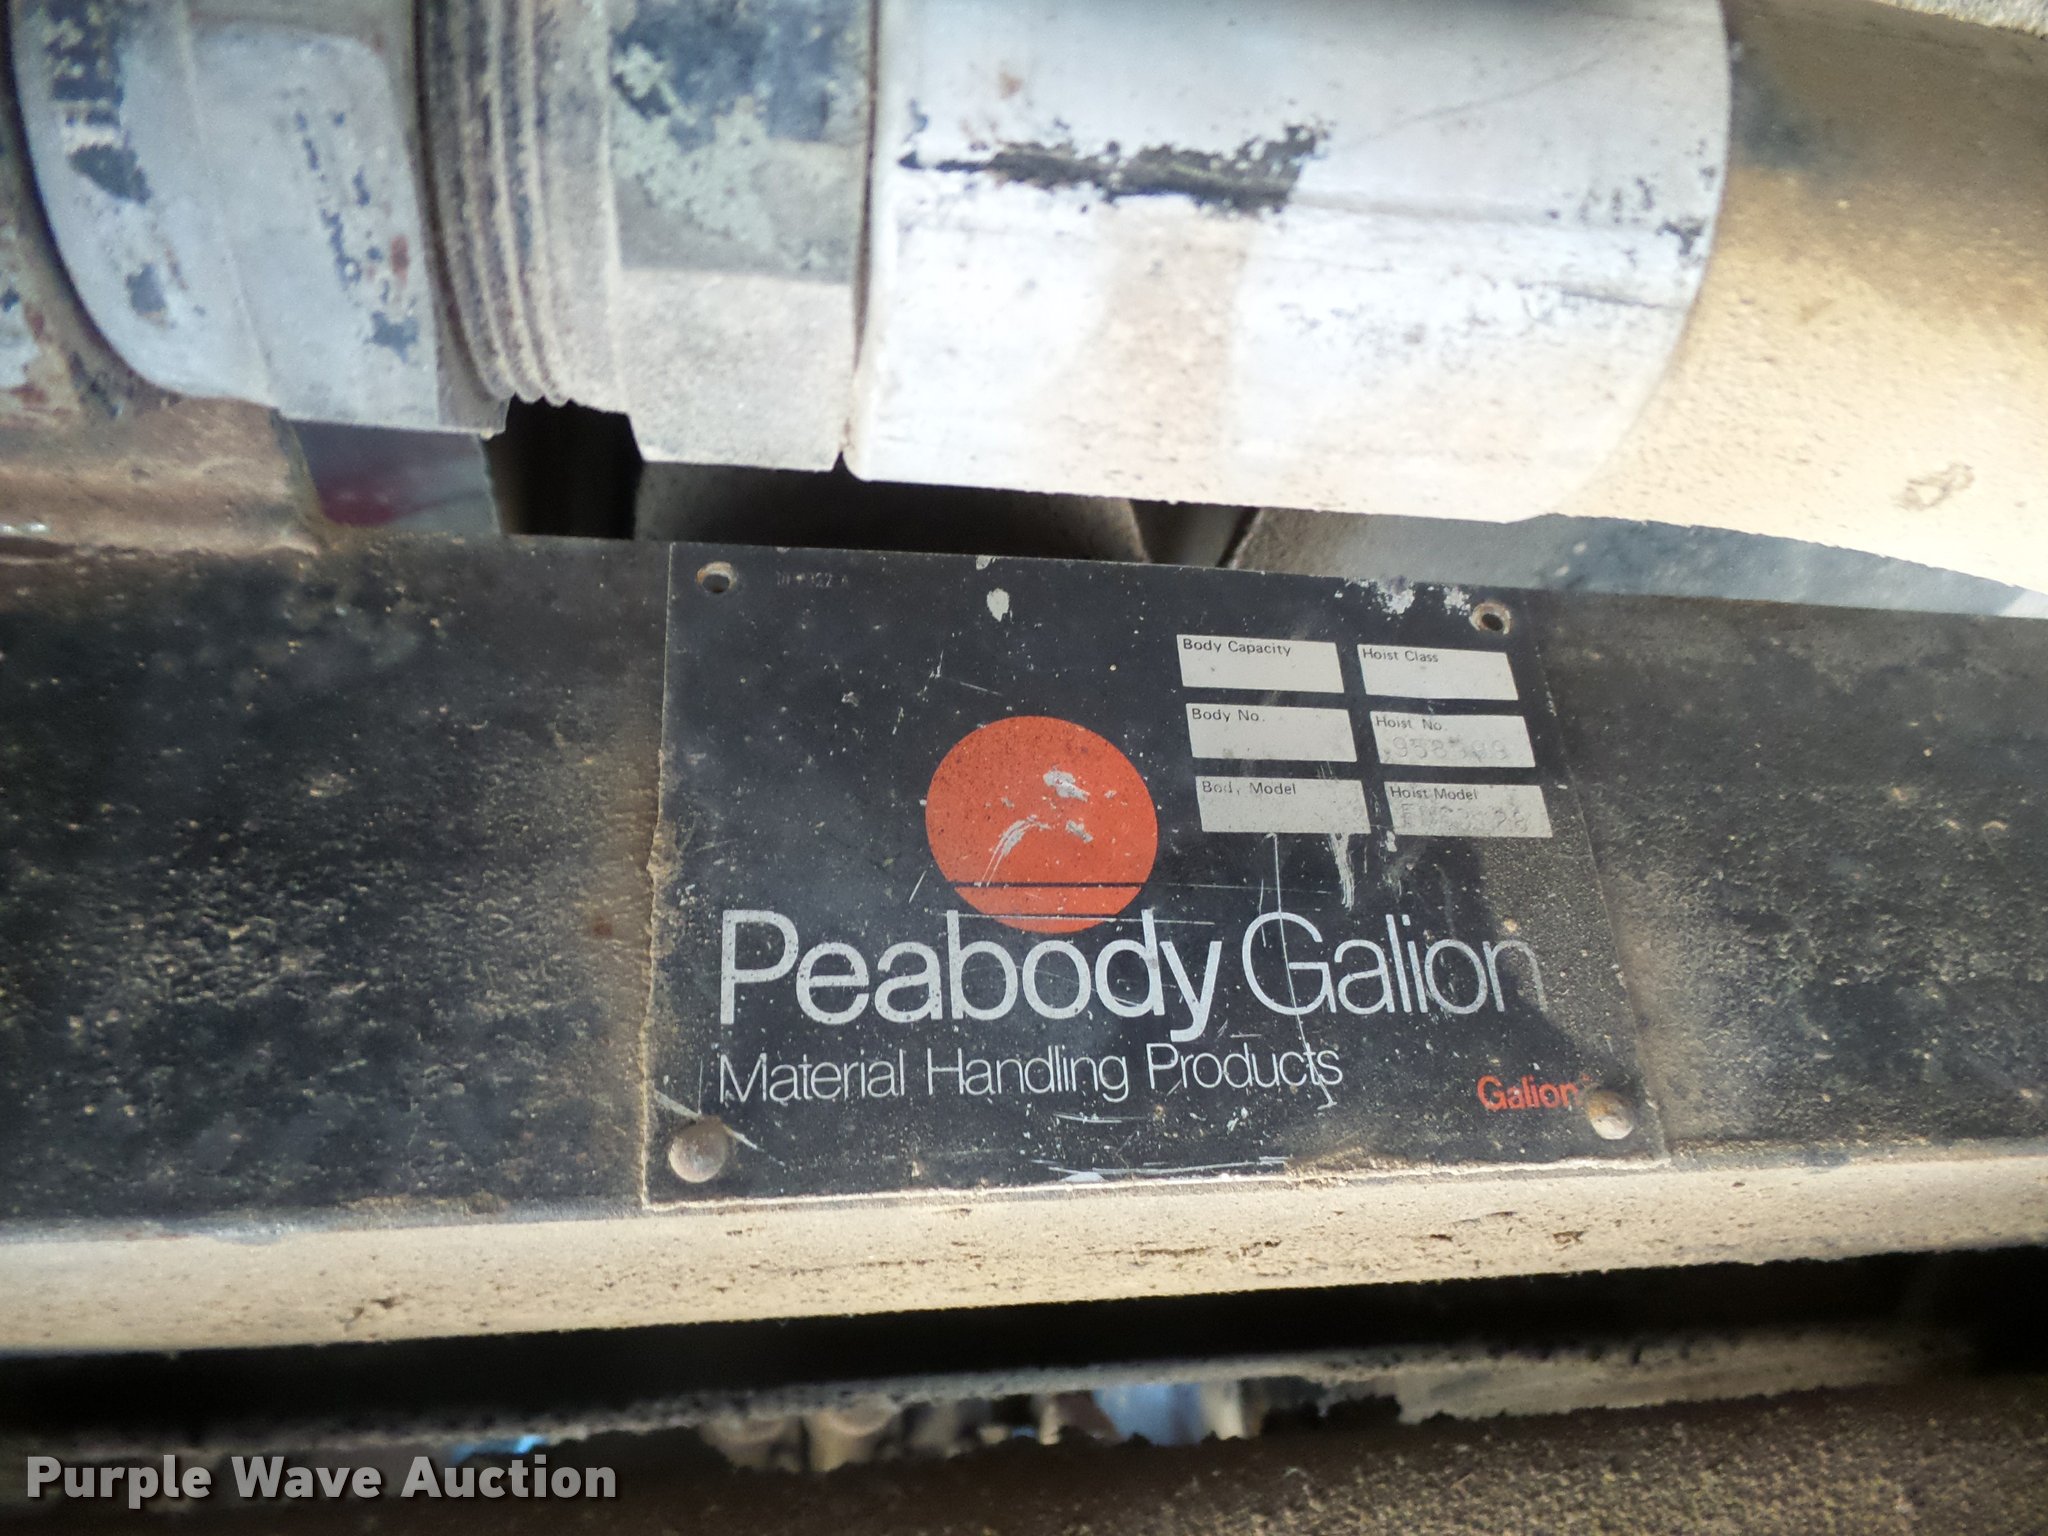 Body Capacity
Hoist Class
Body No.
Hoist No.
Body Model
Hoist Model
Peabody Galion
Material Handling Products
Galion
Purple Wave Auction